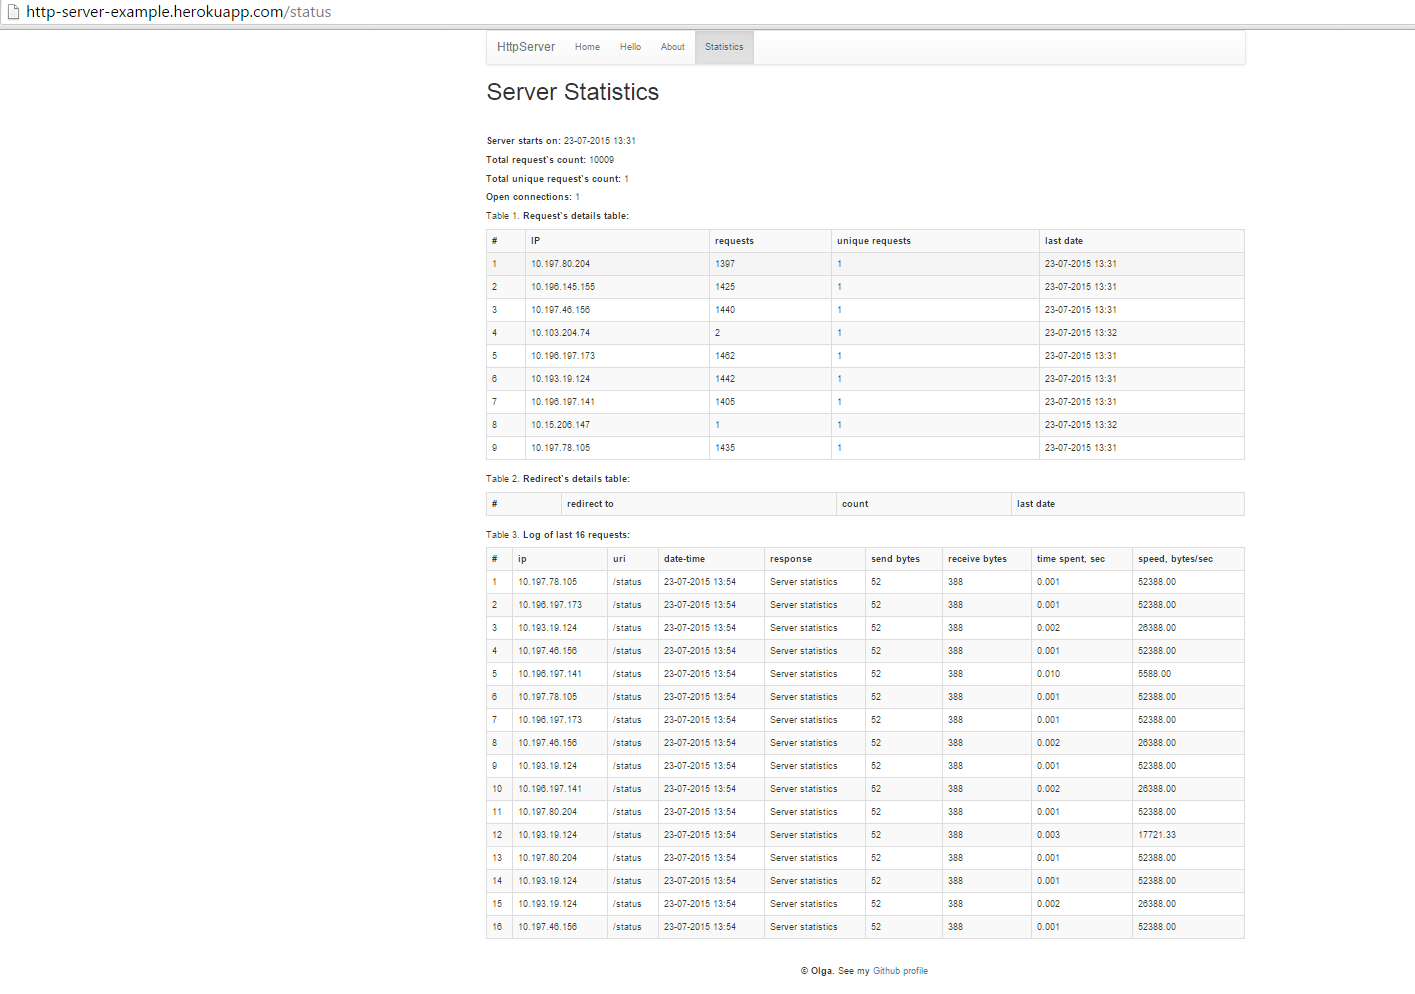 http-server-example.herokuapp.com/status
HttpServer Home Hello About Statistics
Server Statistics
Server starts on: 23-07-2015 13:31
Total request`s count: 10009
Total unique request`s count: 1
Open connections: 1
Table 1. Request`s details table:
# IP requests unique requests last date
1 10.197.80.204 1397 1 23-07-2015 13:31
2 10.196.145.155 1425 1 23-07-2015 13:31
3 10.197.46.156 1440 1 23-07-2015 13:31
4 10.103.204.74 2 1 23-07-2015 13:32
5 10.196.197.173 1462 1 23-07-2015 13:31
6 10.193.19.124 1442 1 23-07-2015 13:31
7 10.196.197.141 1405 1 23-07-2015 13:31
8 10.15.206.147 1 1 23-07-2015 13:32
9 10.197.78.105 1435 1 23-07-2015 13:31
Table 2. Redirect`s details table:
# redirect to count last date
Table 3. Log of last 16 requests:
# ip uri date-time response send bytes receive bytes time spent, sec speed, bytes/sec
1 10.197.78.105 /status 23-07-2015 13:54 Server statistics 52 388 0.001 52388.00
2 10.196.197.173 /status 23-07-2015 13:54 Server statistics 52 388 0.001 52388.00
3 10.193.19.124 /status 23-07-2015 13:54 Server statistics 52 388 0.002 26388.00
4 10.197.46.156 /status 23-07-2015 13:54 Server statistics 52 388 0.001 52388.00
5 10.196.197.141 /status 23-07-2015 13:54 Server statistics 52 388 0.010 5588.00
6 10.197.78.105 /status 23-07-2015 13:54 Server statistics 52 388 0.001 52388.00
7 10.196.197.173 /status 23-07-2015 13:54 Server statistics 52 388 0.001 52388.00
8 10.197.46.156 /status 23-07-2015 13:54 Server statistics 52 388 0.002 26388.00
9 10.193.19.124 /status 23-07-2015 13:54 Server statistics 52 388 0.001 52388.00
10 10.196.197.141 /status 23-07-2015 13:54 Server statistics 52 388 0.002 26388.00
11 10.197.80.204 /status 23-07-2015 13:54 Server statistics 52 388 0.001 52388.00
12 10.193.19.124 /status 23-07-2015 13:54 Server statistics 52 388 0.003 17721.33
13 10.197.80.204 /status 23-07-2015 13:54 Server statistics 52 388 0.001 52388.00
14 10.193.19.124 /status 23-07-2015 13:54 Server statistics 52 388 0.001 52388.00
15 10.193.19.124 /status 23-07-2015 13:54 Server statistics 52 388 0.002 26388.00
16 10.197.46.156 /status 23-07-2015 13:54 Server statistics 52 388 0.001 52388.00
© Olga. See my Github profile